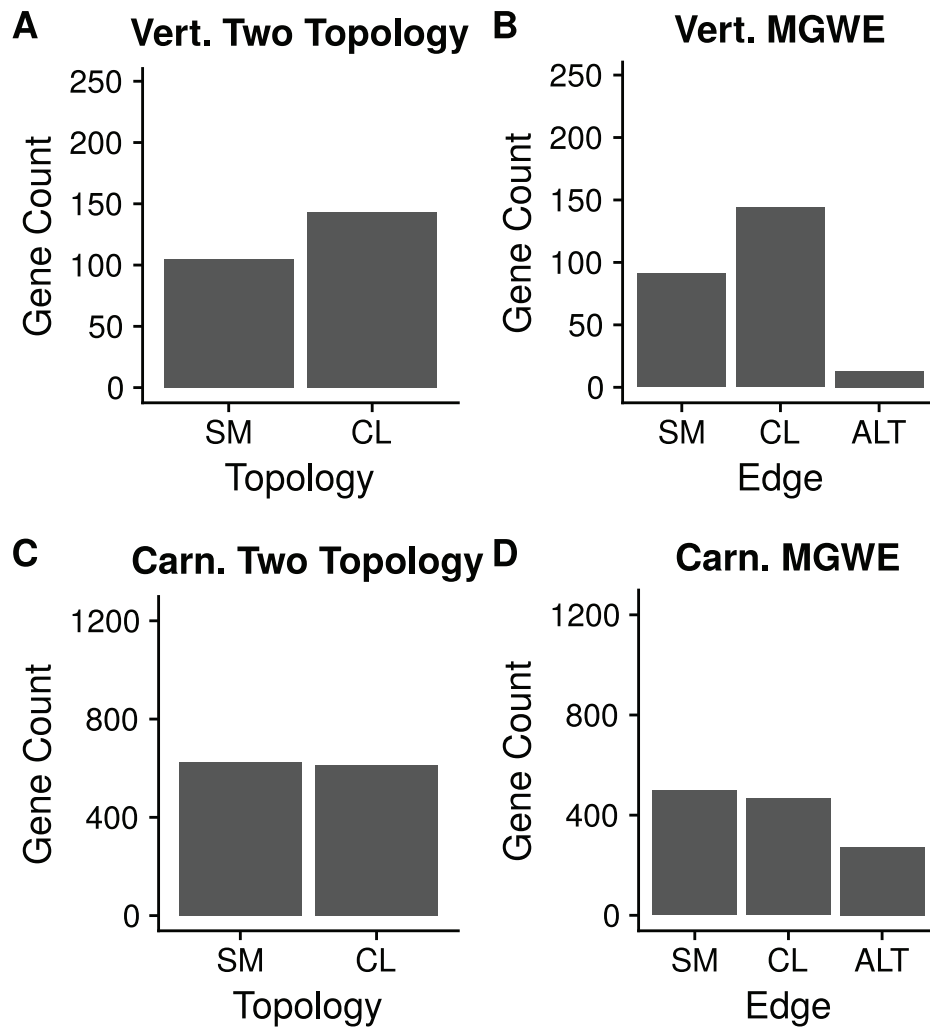 A Vert. Two Topology
250
200
150
100
50
0
Gene Count
SM CL
Topology
B Vert. MGWE
250
200
150
100
50
0
Gene Count
SM CL ALT
Edge
C Carn. Two Topology
1200
800
400
0
Gene Count
SM CL
Topology
D Carn. MGWE
1200
800
400
0
Gene Count
SM CL ALT
Edge